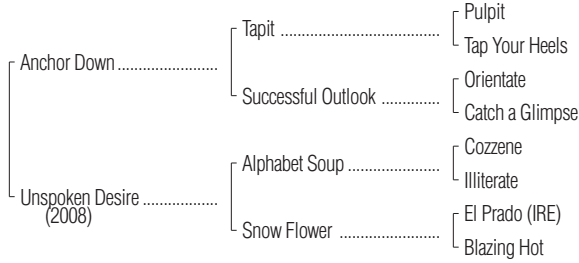 Pulpit
Tapit ..........................................
Tap Your Heels
Anchor Down ........................
Orientate
Successful Outlook ..............
Catch a Glimpse
Cozzene
Alphabet Soup ......................
Illiterate
Unspoken Desire ..................
(2008)
El Prado (IRE)
Snow Flower ........................
Blazing Hot